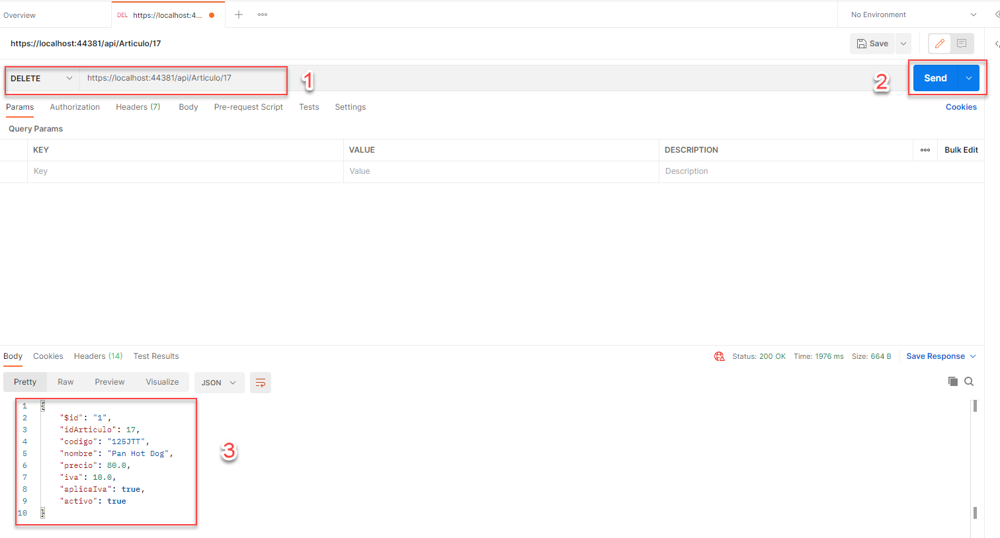 Overview
DEL https://localhost:4...
No Environment
https://localhost:44381/api/Articulo/17
Save
DELETE https://localhost:44381/api/Articulo/17
1
2
Send
Params Authorization Headers (7) Body Pre-request Script Tests Settings
Cookies
Query Params
KEY VALUE DESCRIPTION Bulk Edit
Key Value Description
Body Cookies Headers (14) Test Results
Status: 200 OK Time: 1976 ms Size: 664 B Save Response
Pretty Raw Preview Visualize JSON
1 {
2 "$id": "1",
3 "idArticulo": 17,
4 "codigo": "125JTT",
5 "nombre": "Pan Hot Dog",
6 "precio": 80.0,
7 "iva": 10.0,
8 "aplicaIva": true,
9 "activo": true
10 }
3